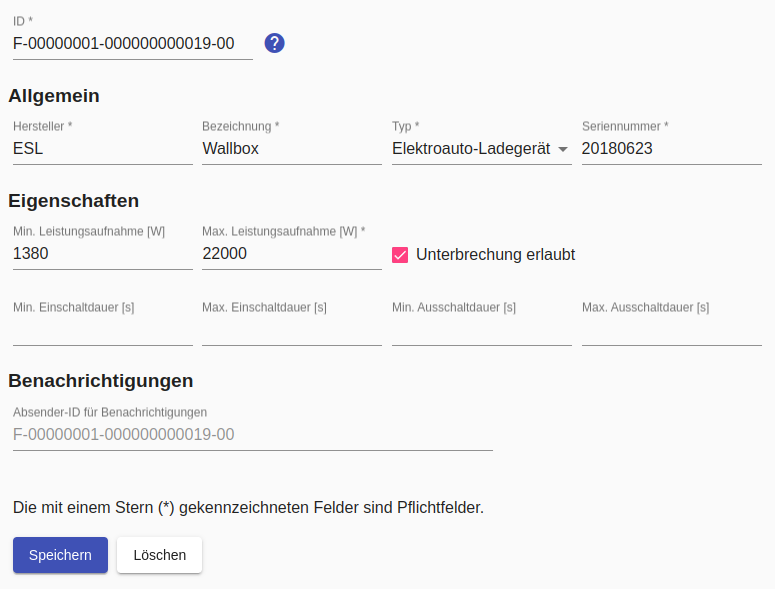 ID *
F-00000001-000000000019-00 ?
Allgemein
Hersteller * Bezeichnung * Typ * Seriennummer *
ESL Wallbox Elektroauto-Ladegerät 20180623
Eigenschaften
Min. Leistungsaufnahme [W] Max. Leistungsaufnahme [W] *
1380 22000 Unterbrechung erlaubt
Min. Einschaltdauer [s] Max. Einschaltdauer [s] Min. Ausschaltdauer [s] Max. Ausschaltdauer [s]
Benachrichtigungen
Absender-ID für Benachrichtigungen
F-00000001-000000000019-00
Die mit einem Stern (*) gekennzeichneten Felder sind Pflichtfelder.
Speichern Löschen